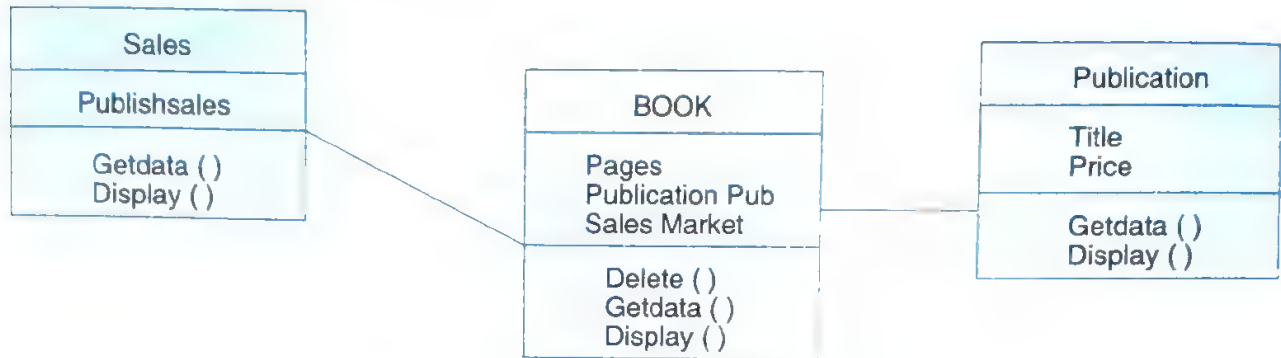 Sales
Publishsales
Getdata ( )
Display ( )
BOOK
Pages
Publication Pub
Sales Market
Delete ( )
Getdata ( )
Display ( )
Publication
Title
Price
Getdata ( )
Display ( )